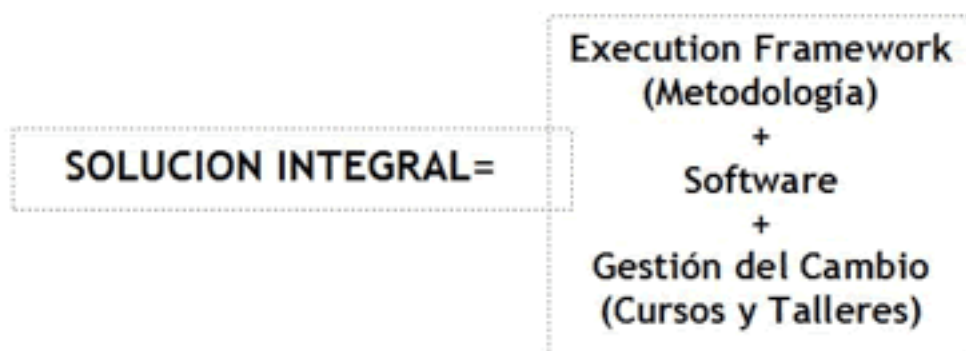 SOLUCION INTEGRAL=
Execution Framework
(Metodología)
+
Software
+
Gestión del Cambio
(Cursos y Talleres)